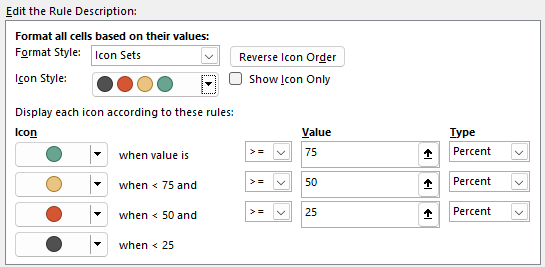 Edit the Rule Description:
Format all cells based on their values:
Format Style: Icon Sets Reverse Icon Order
Icon Style: Show Icon Only
Display each icon according to these rules:
Icon Value Type
when value is >= 75 Percent
when < 75 and >= 50 Percent
when < 50 and >= 25 Percent
when < 25